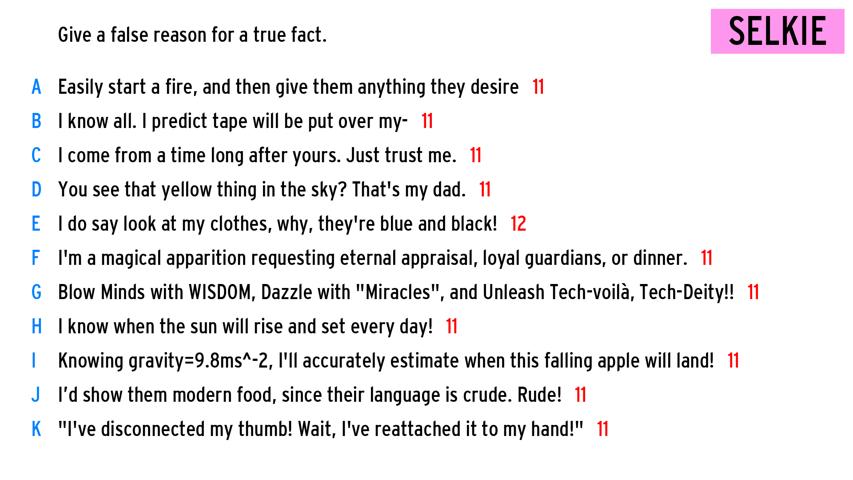 Give a false reason for a true fact.
SELKIE
A Easily start a fire, and then give them anything they desire 11
B I know all. I predict tape will be put over my- 11
C I come from a time long after yours. Just trust me. 11
D You see that yellow thing in the sky? That's my dad. 11
E I do say look at my clothes, why, they're blue and black! 12
F I'm a magical apparition requesting eternal appraisal, loyal guardians, or dinner. 11
G Blow Minds with WISDOM, Dazzle with "Miracles", and Unleash Tech-voilà, Tech-Deity!! 11
H I know when the sun will rise and set every day! 11
I Knowing gravity=9.8ms^-2, I'll accurately estimate when this falling apple will land! 11
J I’d show them modern food, since their language is crude. Rude! 11
K "I've disconnected my thumb! Wait, I've reattached it to my hand!" 11